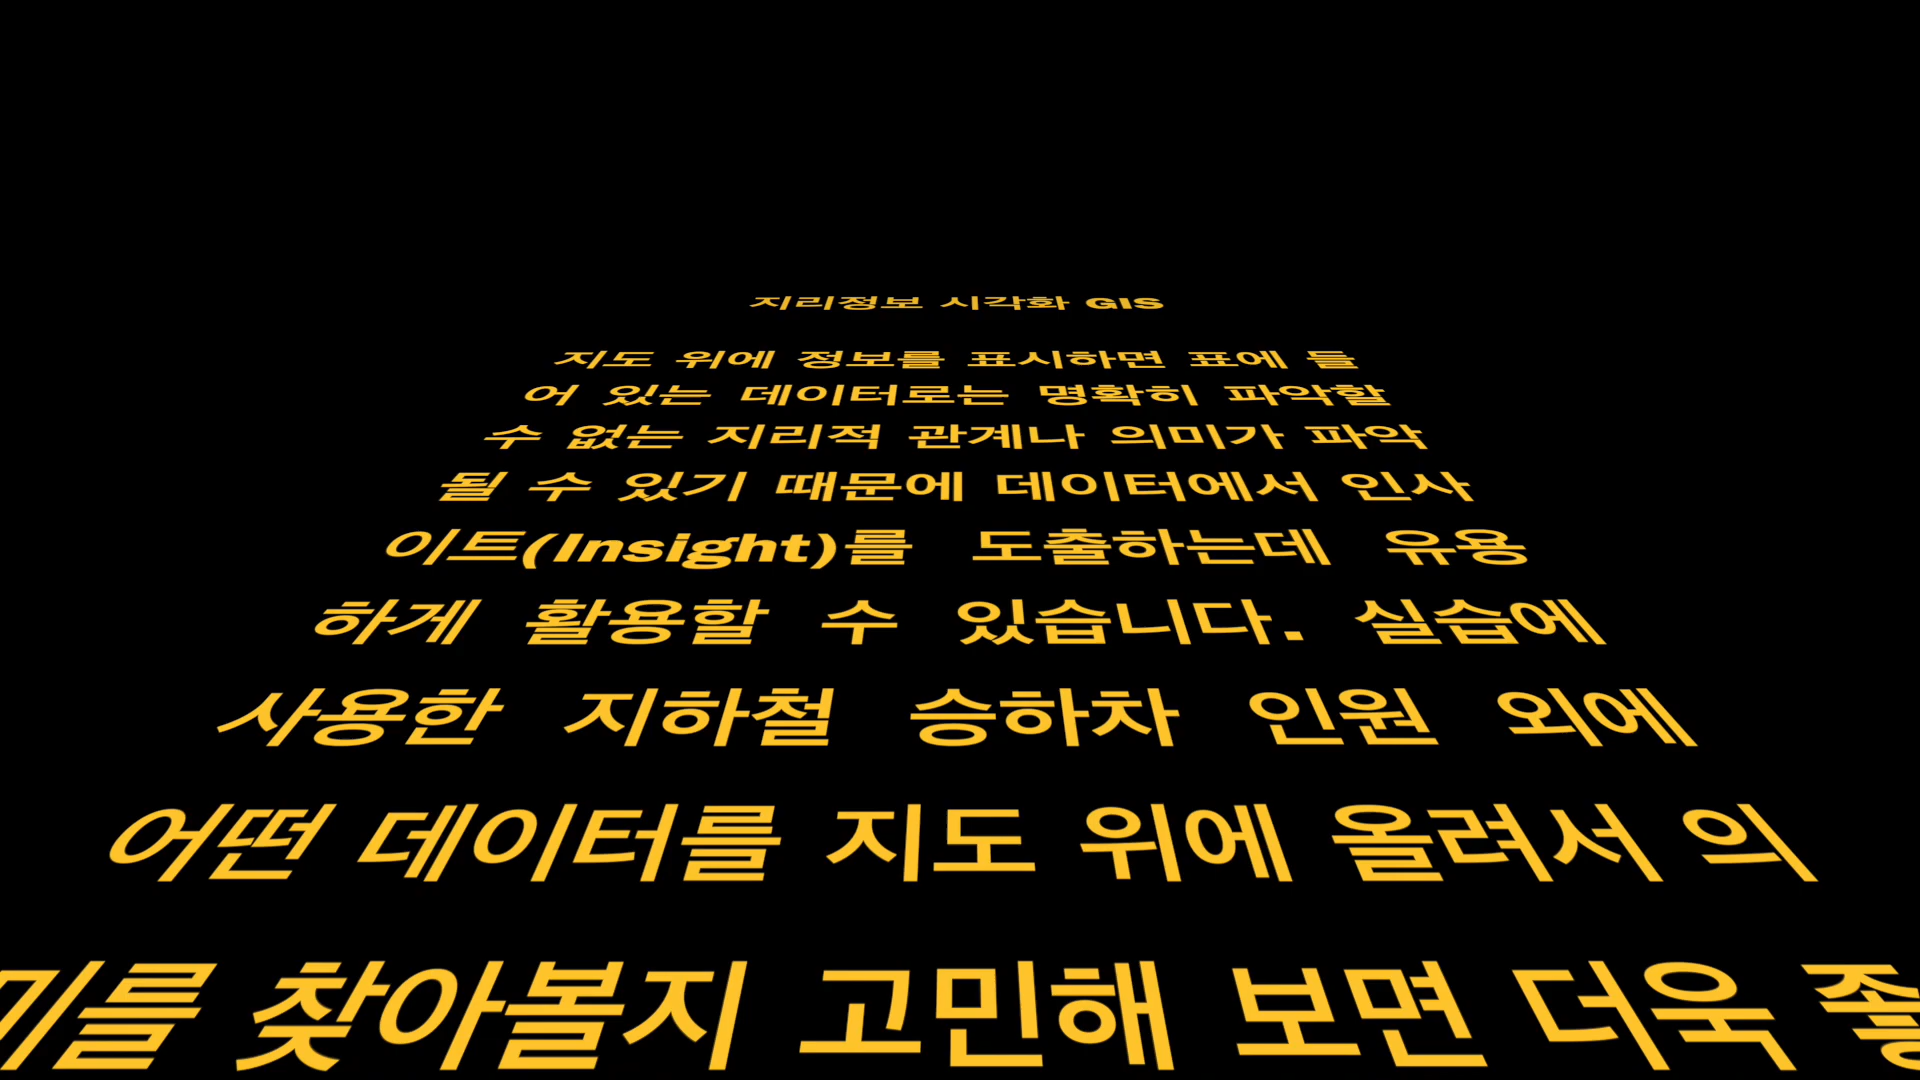 지리정보 시각화 GIS
지도 위에 정보를 표시하면 표에 들
어 있는 데이터로는 명확히 파악할
수 없는 지리적 관계나 의미가 파악
될 수 있기 때문에 데이터에서 인사
이트(Insight)를 도출하는데 유용
하게 활용할 수 있습니다. 실습에
사용한 지하철 승하차 인원 외에
어떤 데이터를 지도 위에 올려서 의
미를 찾아볼지 고민해 보면 더욱 좋